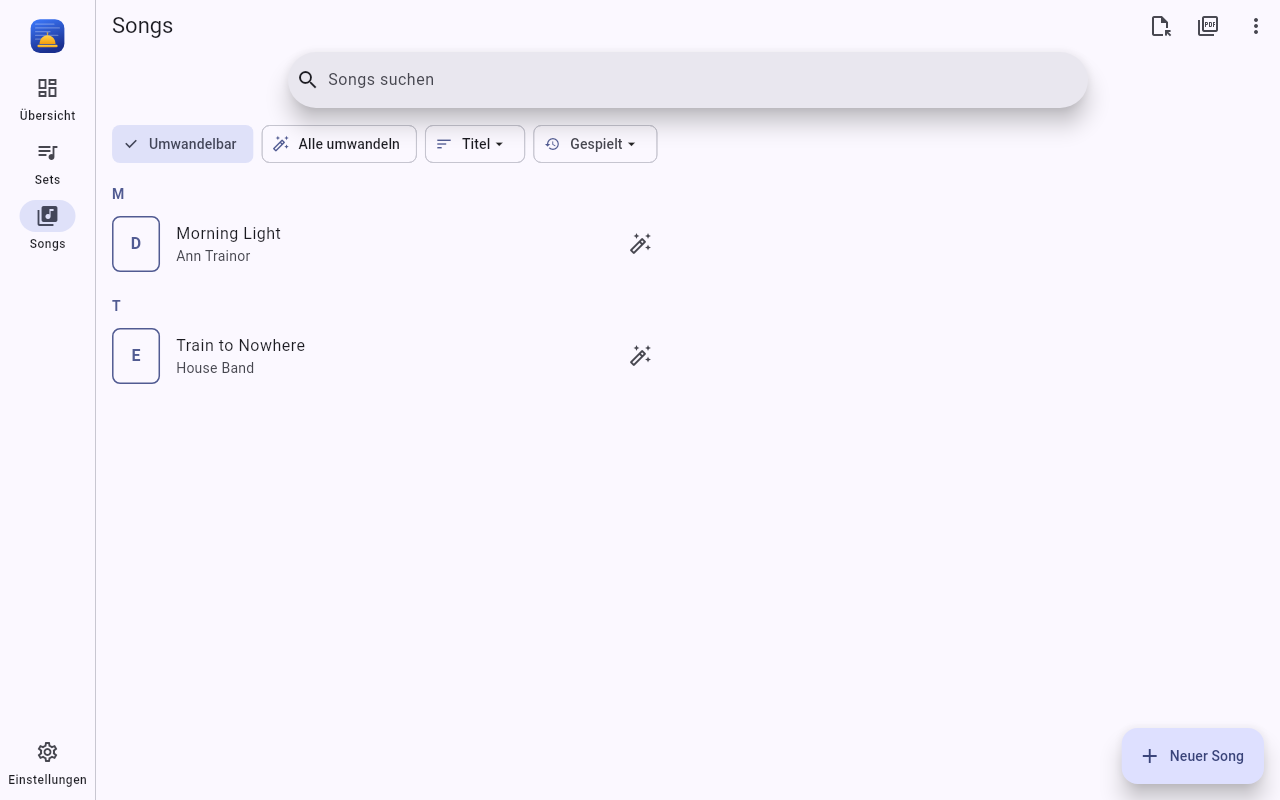 Songs
PDF
Songs suchen
Übersicht
Sets
Songs
Umwandelbar
Alle umwandeln
Titel
Gespielt
M
D
Morning Light
Ann Trainor
T
E
Train to Nowhere
House Band
Einstellungen
Neuer Song